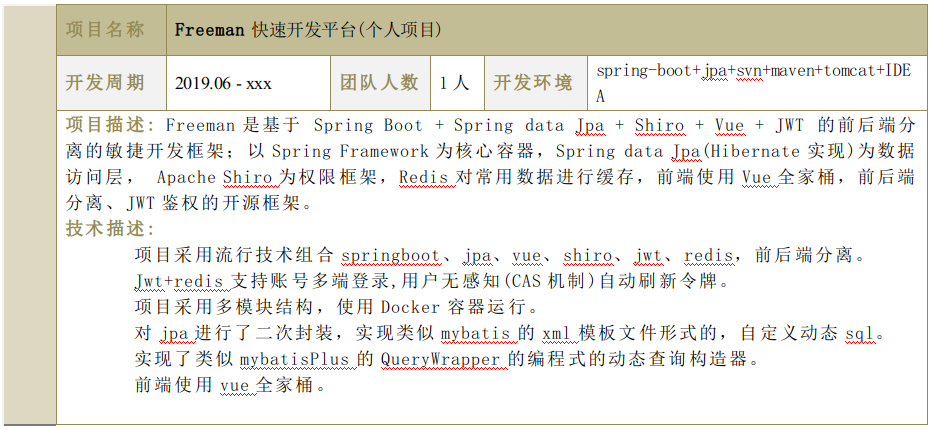 项目名称 Freeman 快速开发平台(个人项目)
开发周期 2019.06 - xxx 团队人数 1 人 开发环境 spring-boot+jpa+svn+maven+tomcat+IDE
A
项目描述: Freeman 是基于 Spring Boot + Spring data Jpa + Shiro + Vue + JWT 的前后端分
离的敏捷开发框架; 以 Spring Framework 为核心容器, Spring data Jpa(Hibernate 实现)为数据
访问层, Apache Shiro 为权限框架, Redis 对常用数据进行缓存, 前端使用 Vue 全家桶, 前后端
分离、JWT 鉴权的开源框架。
技术描述:
项目采用流行技术组合 springboot、jpa、vue、shiro、jwt、redis, 前后端分离。
Jwt+redis 支持账号多端登录,用户无感知(CAS 机制)自动刷新令牌。
项目采用多模块结构, 使用 Docker 容器运行。
对 jpa 进行了二次封装, 实现类似 mybatis 的 xml 模板文件形式的, 自定义动态 sql。
实现了类似 mybatisPlus 的 QueryWrapper 的编程式的动态查询构造器。
前端使用 vue 全家桶。